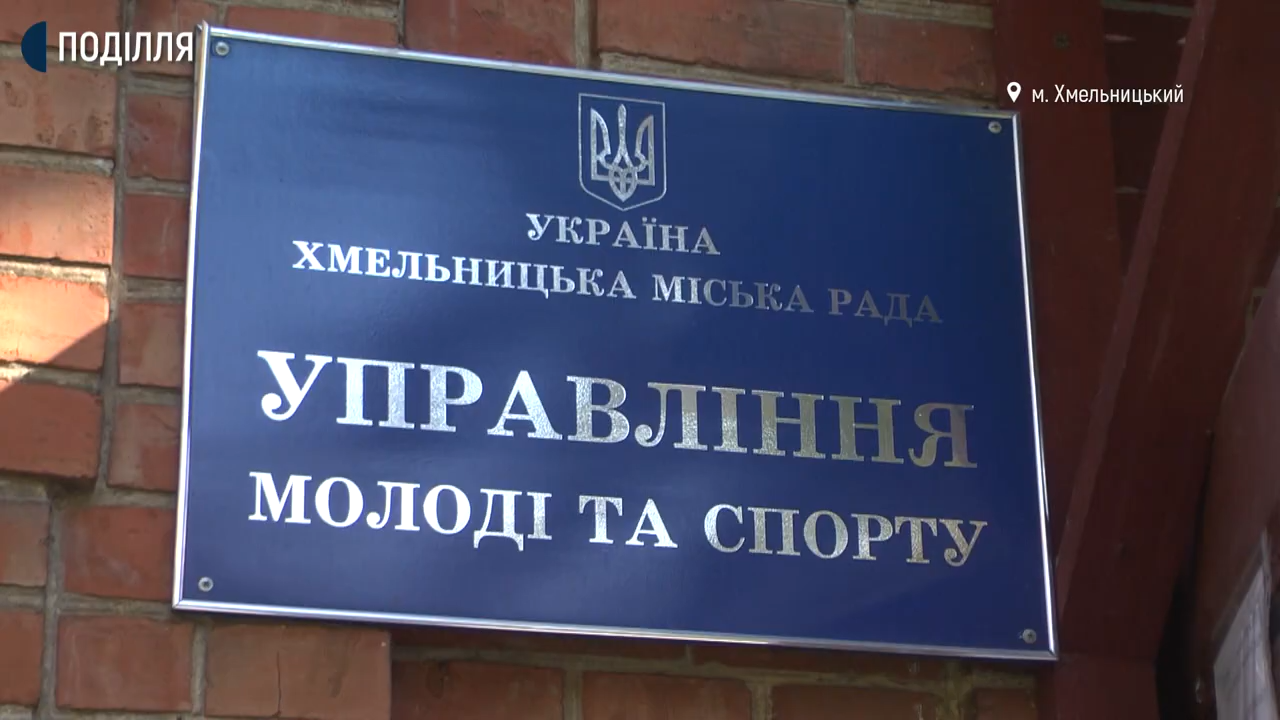 ПОДІЛЛЯ
м. Хмельницький
УКРАЇНА
ХМЕЛЬНИЦЬКА МІСЬКА РАДА
УПРАВЛІННЯ
МОЛОДІ ТА СПОРТУ